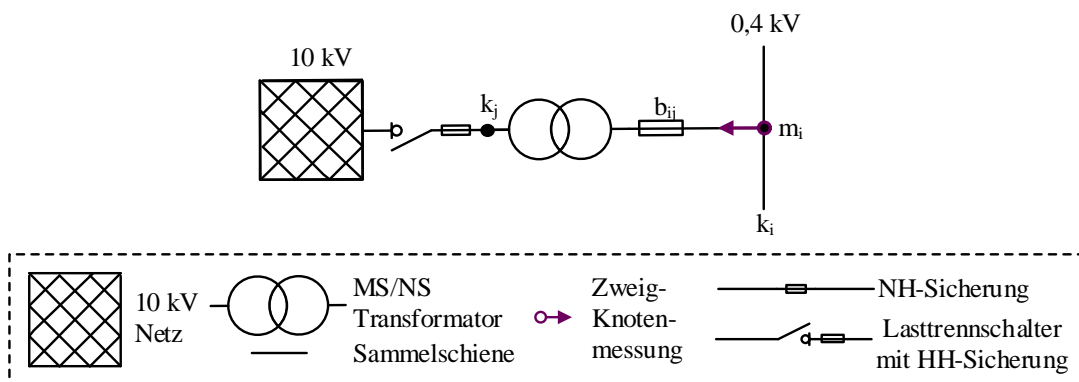 0,4 kV
10 kV
k_j
b_ij
m_i
k_i
10 kV
Netz
MS/NS
Transformator
Sammelschiene
Zweig-
Knoten-
messung
NH-Sicherung
Lasttrennschalter
mit HH-Sicherung